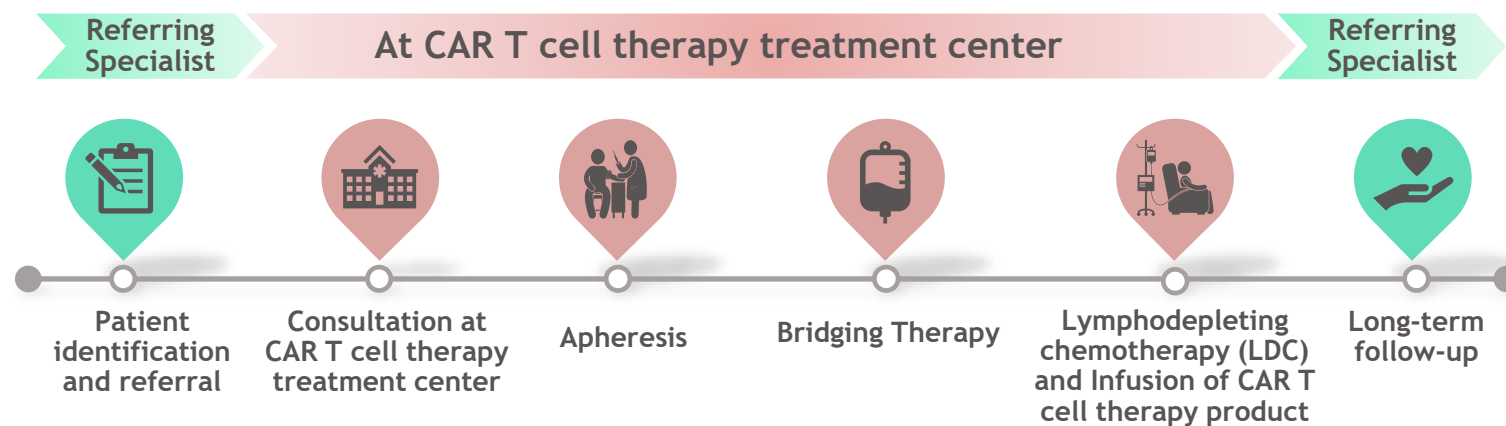 Referring
Specialist
At CAR T cell therapy treatment center
Referring
Specialist
Patient
identification
and referral
Consultation at
CAR T cell therapy
treatment center
Apheresis
Bridging Therapy
Lymphodepleting
chemotherapy (LDC)
and Infusion of CAR T
cell therapy product
Long-term
follow-up